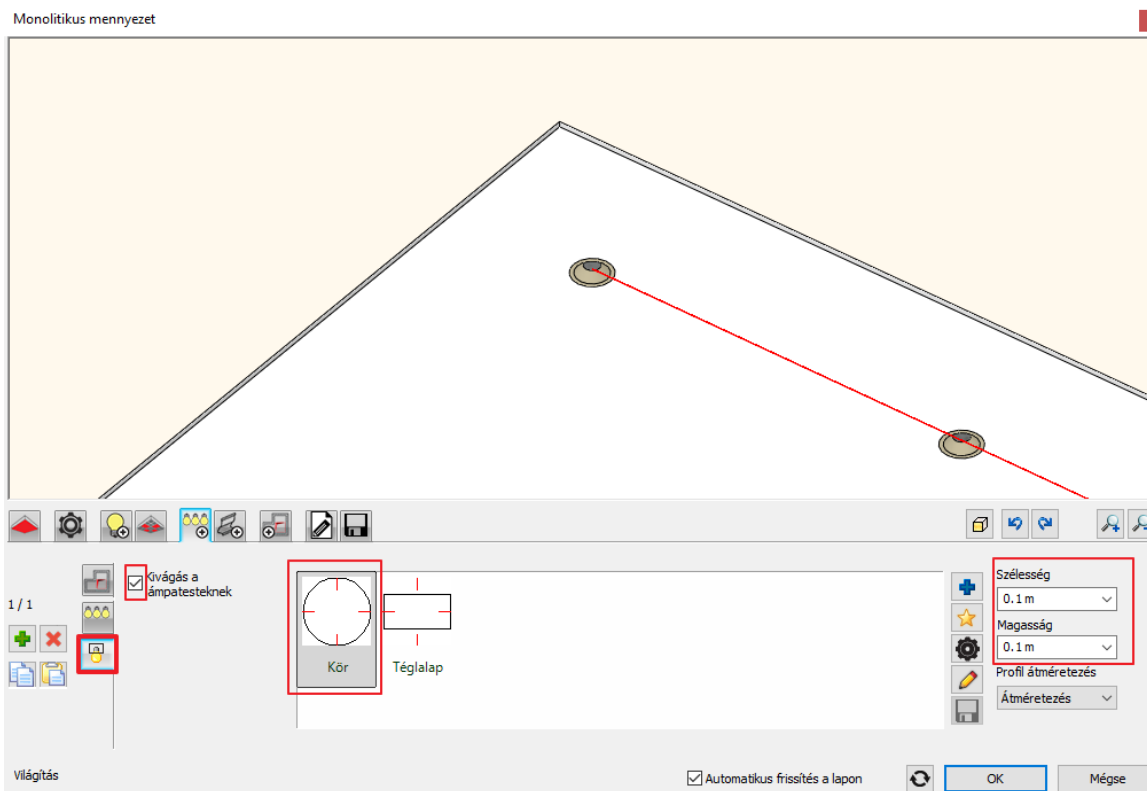 Monolitikus mennyezet
1 / 1
Kivágás a
lámpatesteknek
Kör
Téglalap
Szélesség
0.1 m
Magasság
0.1 m
Profil átméretezés
Átméretezés
Világítás
Automatikus frissítés a lapon
OK
Mégse